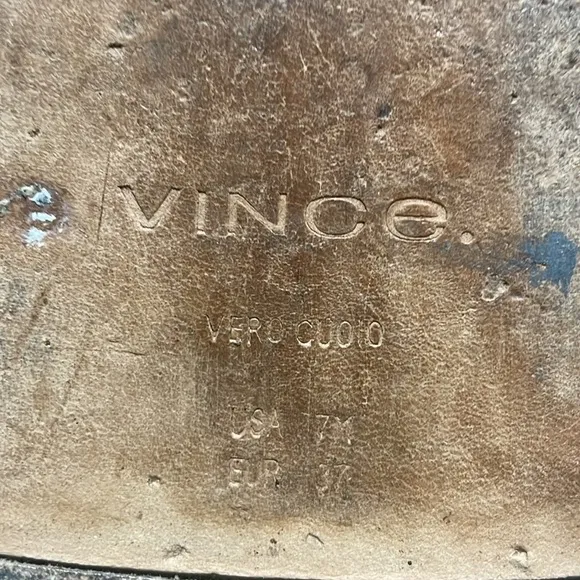 VINCe.
VERO CUOIO
USA 7M
EUR 37